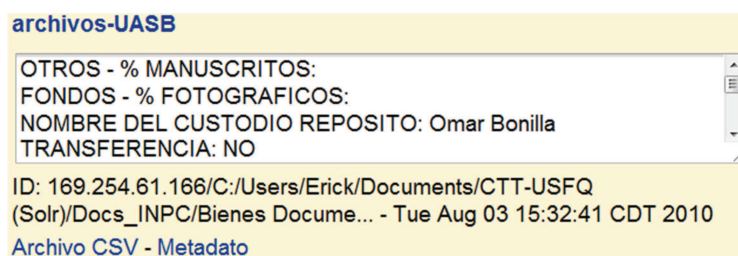 archivos-UASB
OTROS - % MANUSCRITOS:
FONDOS - % FOTOGRAFICOS:
NOMBRE DEL CUSTODIO REPOSITO: Omar Bonilla
TRANSFERENCIA: NO
ID: 169.254.61.166/C:/Users/Erick/Documents/CTT-USFQ
(Solr)/Docs_INPC/Bienes Docume... - Tue Aug 03 15:32:41 CDT 2010
Archivo CSV - Metadato